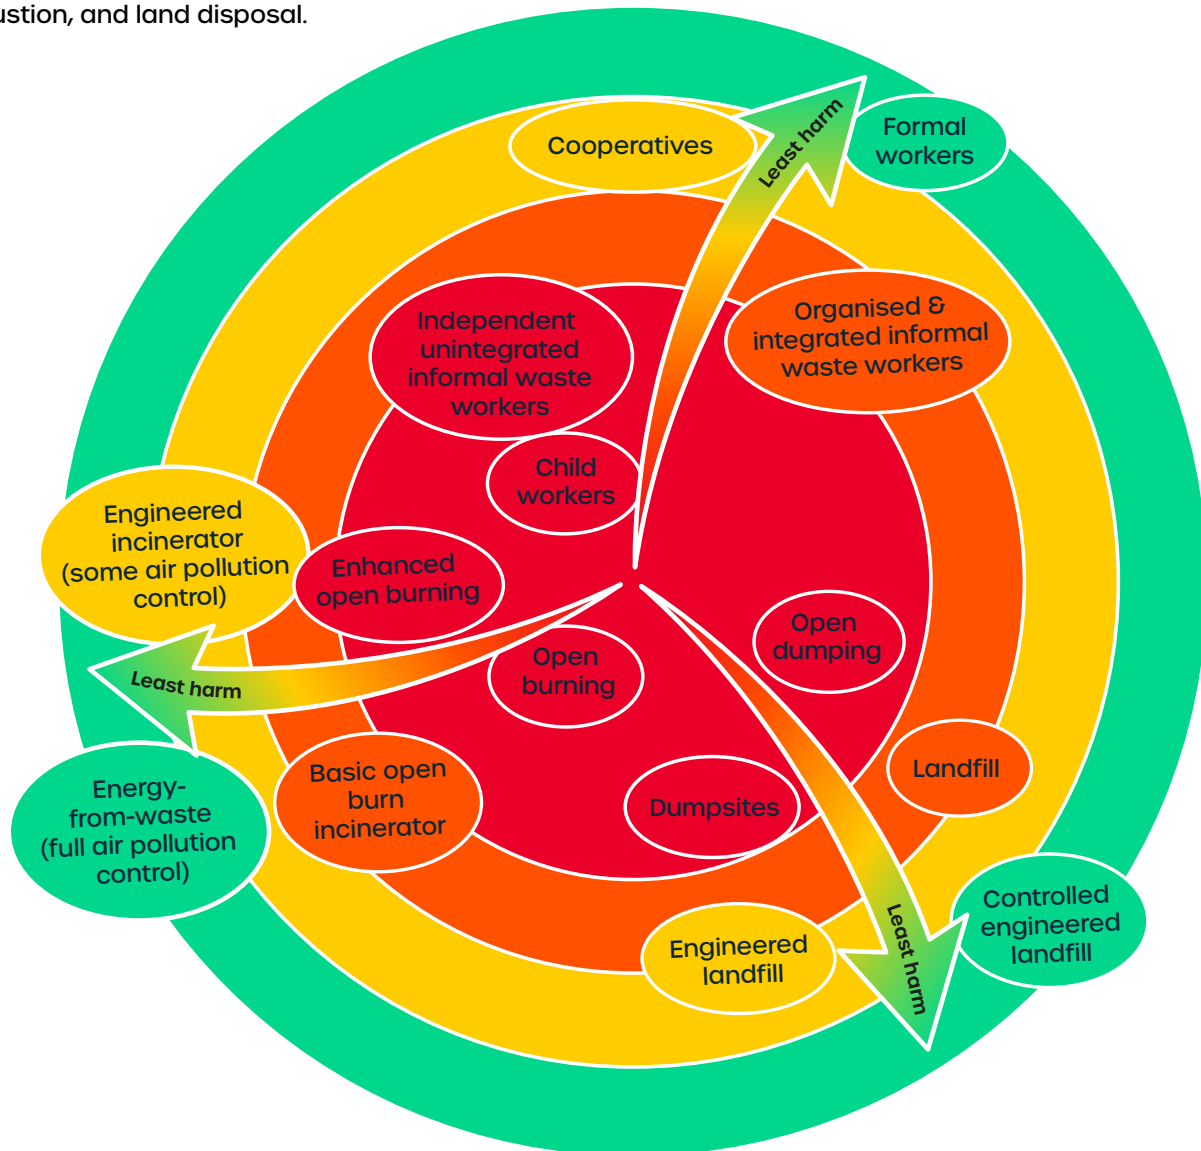 ustion, and land disposal.
Cooperatives
Least harm
Formal
workers
Independent
unintegrated
informal waste
workers
Organised &
integrated informal
waste workers
Child
workers
Engineered
incinerator
(some air pollution
control)
Enhanced
open burning
Least harm
Open
burning
Open
dumping
Energy-
from-waste
(full air pollution
control)
Basic open
burn
incinerator
Dumpsites
Landfill
Engineered
landfill
Least harm
Controlled
engineered
landfill